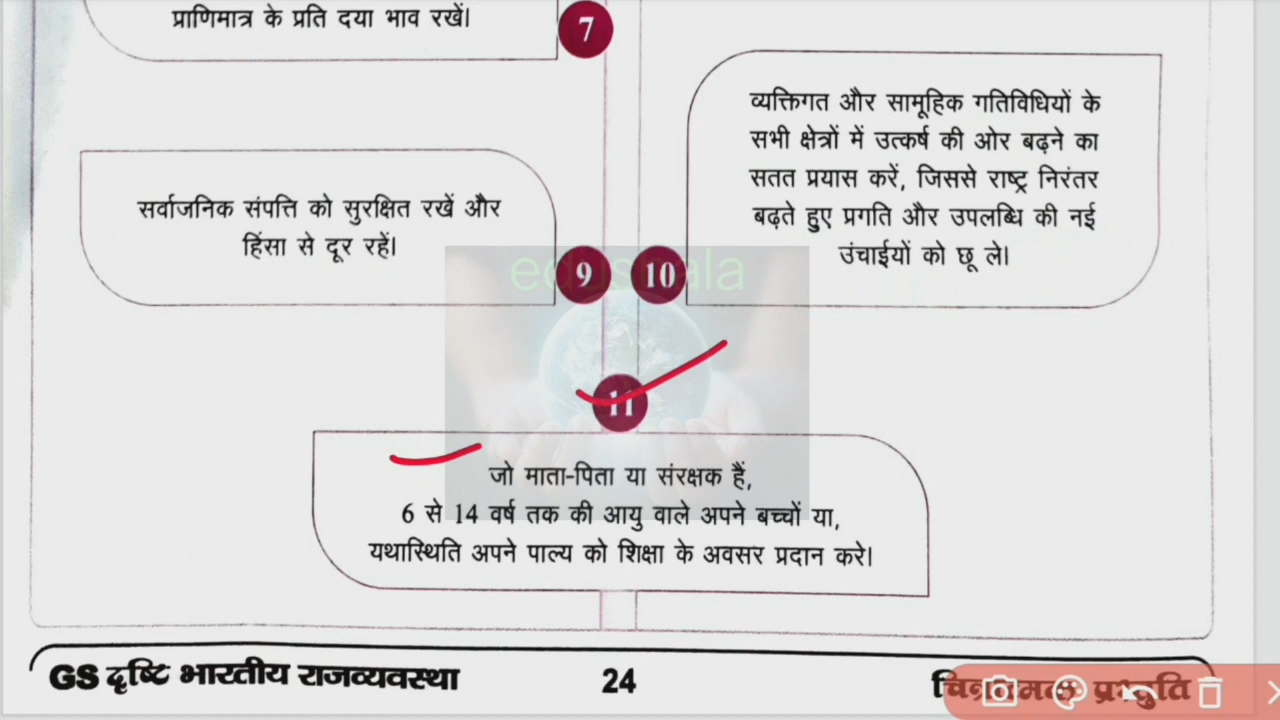 प्राणिमात्र के प्रति दया भाव रखें।
7
व्यक्तिगत और सामूहिक गतिविधियों के
सभी क्षेत्रों में उत्कर्ष की ओर बढ़ने का
सतत प्रयास करें, जिससे राष्ट्र निरंतर
बढ़ते हुए प्रगति और उपलब्धि की नई
उंचाईयों को छू ले।
सर्वाजनिक संपत्ति को सुरक्षित रखें और
हिंसा से दूर रहें।
9
10
11
जो माता-पिता या संरक्षक हैं,
6 से 14 वर्ष तक की आयु वाले अपने बच्चों या,
यथास्थिति अपने पाल्य को शिक्षा के अवसर प्रदान करे।
GS दृष्टि भारतीय राजव्यवस्था
24